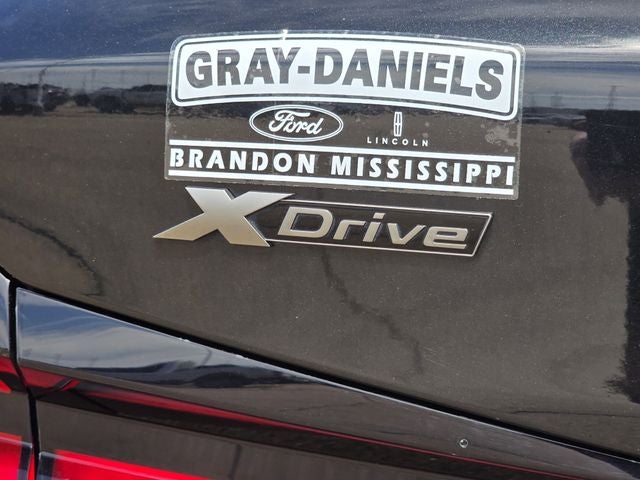 GRAY-DANIELS
Ford
LINCOLN
BRANDON MISSISSIPPI
XDrive